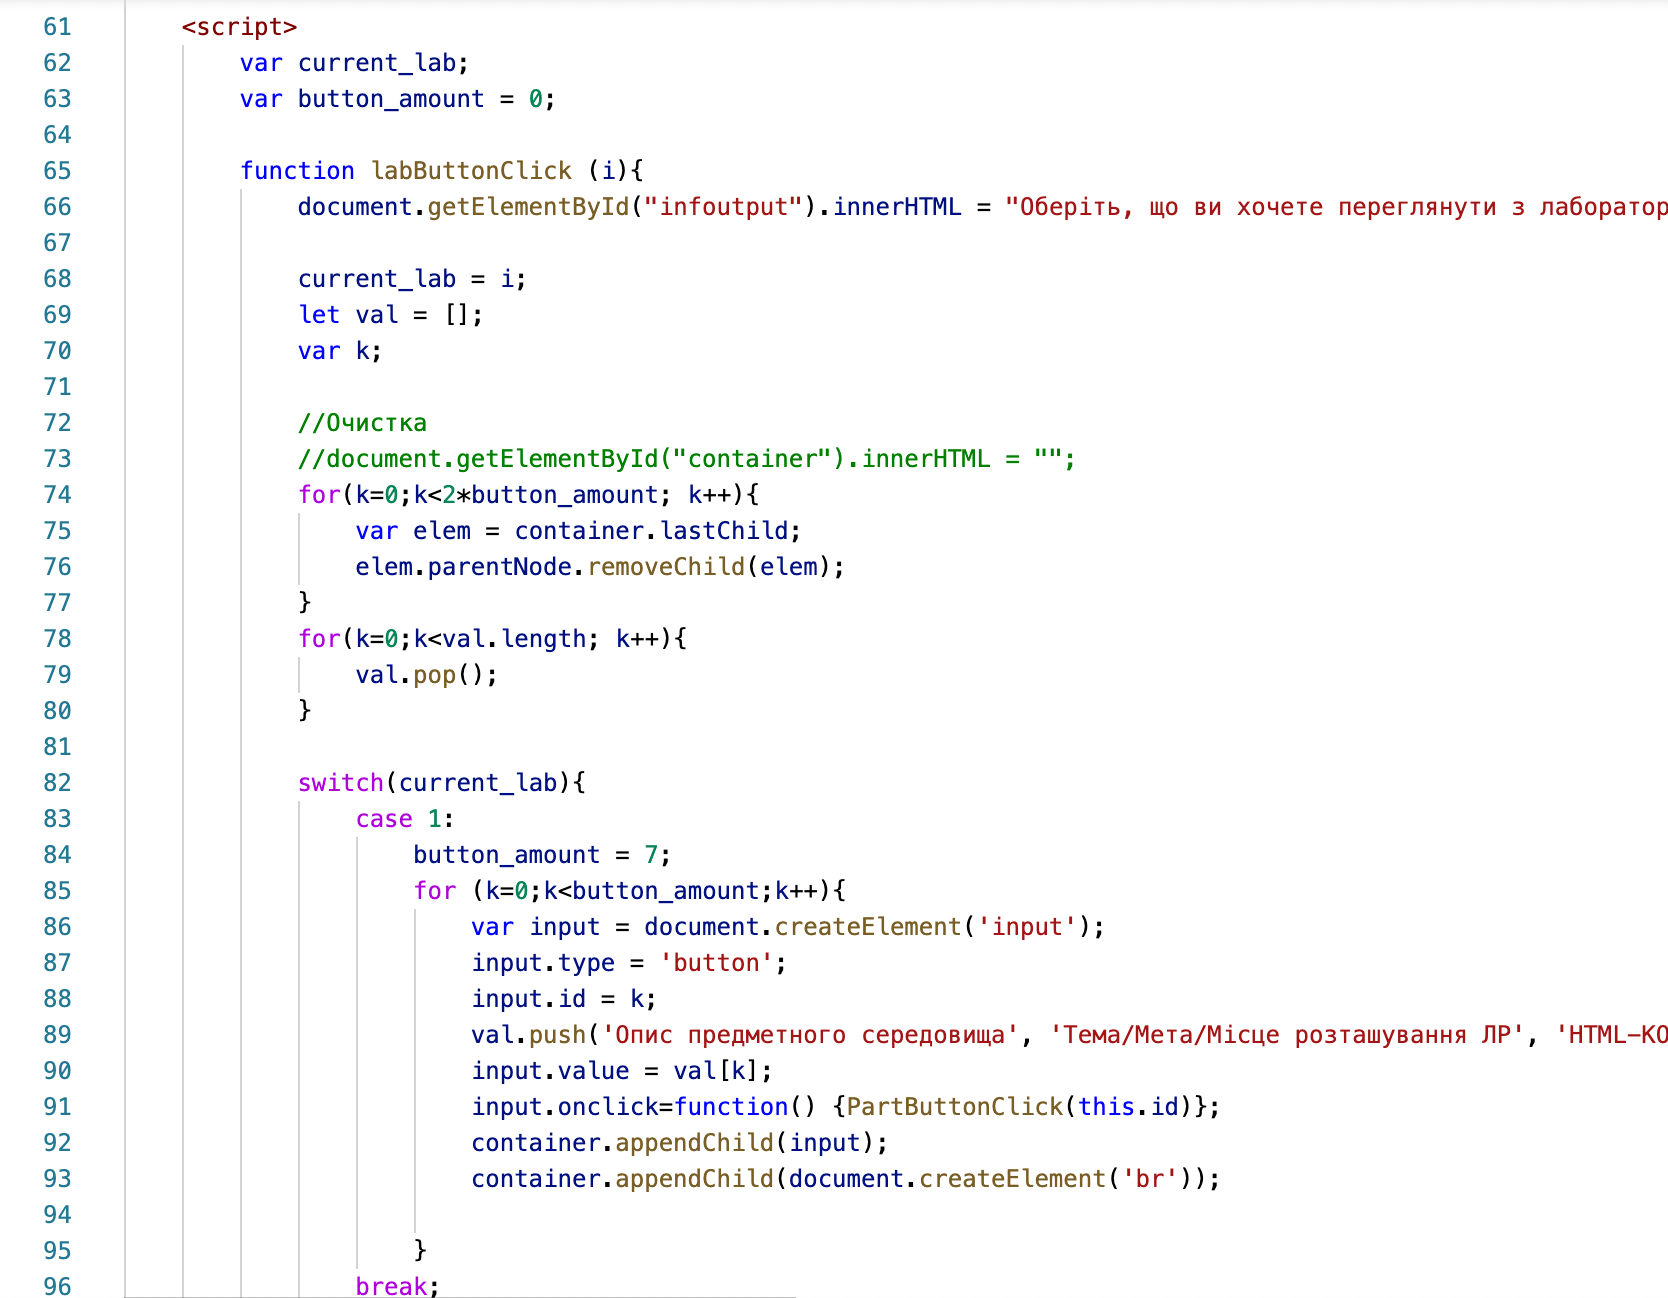 61 <script>
62 var current_lab;
63 var button_amount = 0;
64
65 function labButtonClick (i){
66 document.getElementById("infoutput").innerHTML = "Оберіть, що ви хочете переглянути з лаборатор
67
68 current_lab = i;
69 let val = [];
70 var k;
71
72 //Очистка
73 //document.getElementById("container").innerHTML = "";
74 for(k=0;k<2*button_amount; k++){
75 var elem = container.lastChild;
76 elem.parentNode.removeChild(elem);
77 }
78 for(k=0;k<val.length; k++){
79 val.pop();
80 }
81
82 switch(current_lab){
83 case 1:
84 button_amount = 7;
85 for (k=0;k<button_amount;k++){
86 var input = document.createElement('input');
87 input.type = 'button';
88 input.id = k;
89 val.push('Опис предметного середовища', 'Тема/Мета/Місце розташування ЛР', 'HTML-КО
90 input.value = val[k];
91 input.onclick=function() {PartButtonClick(this.id)};
92 container.appendChild(input);
93 container.appendChild(document.createElement('br'));
94
95 }
96 break;